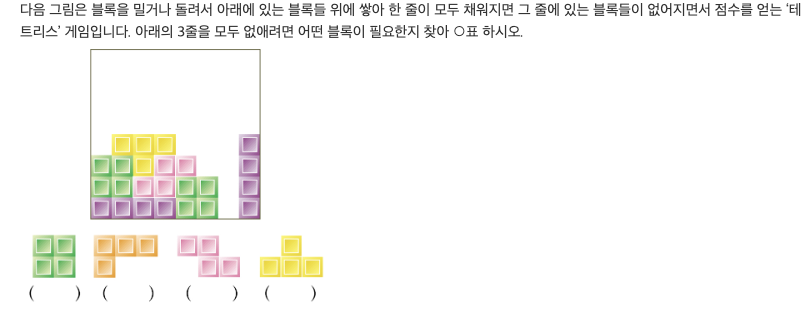 다음 그림은 블록을 밀거나 돌려서 아래에 있는 블록들 위에 쌓아 한 줄이 모두 채워지면 그 줄에 있는 블록들이 없어지면서 점수를 얻는 ‘테
트리스’ 게임입니다. 아래의 3줄을 모두 없애려면 어떤 블록이 필요한지 찾아 ○표 하시오.
(      ) (      ) (      ) (      )